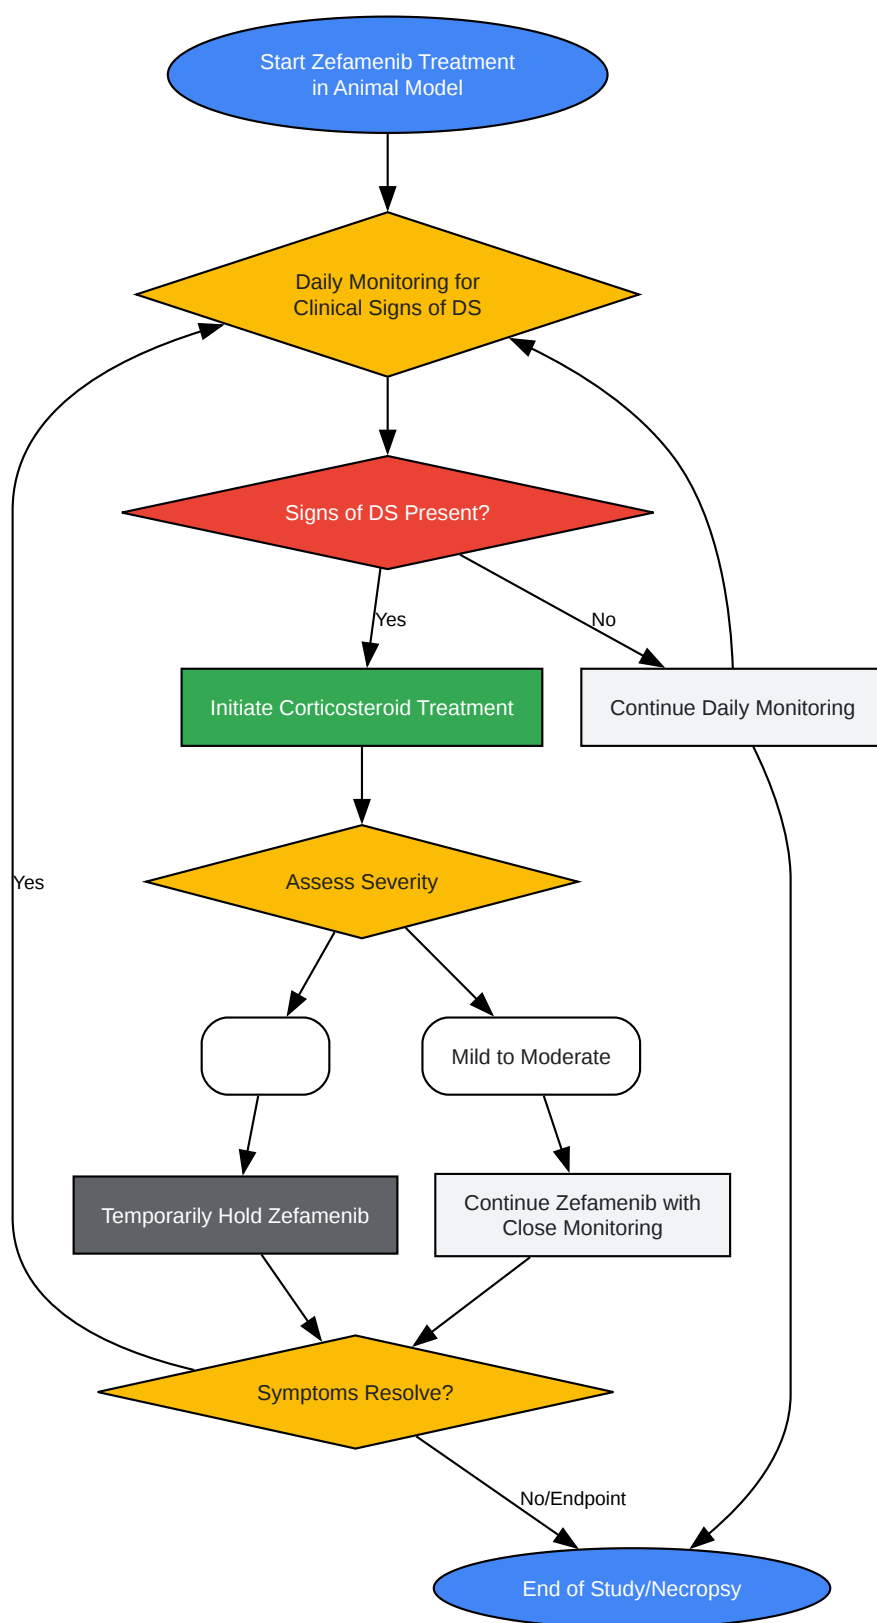 Start Zefamenib Treatment
in Animal Model
Daily Monitoring for
Clinical Signs of DS
Signs of DS Present?
Yes
No
Initiate Corticosteroid Treatment
Continue Daily Monitoring
Assess Severity
Yes
Mild to Moderate
Temporarily Hold Zefamenib
Continue Zefamenib with
Close Monitoring
Symptoms Resolve?
No/Endpoint
End of Study/Necropsy